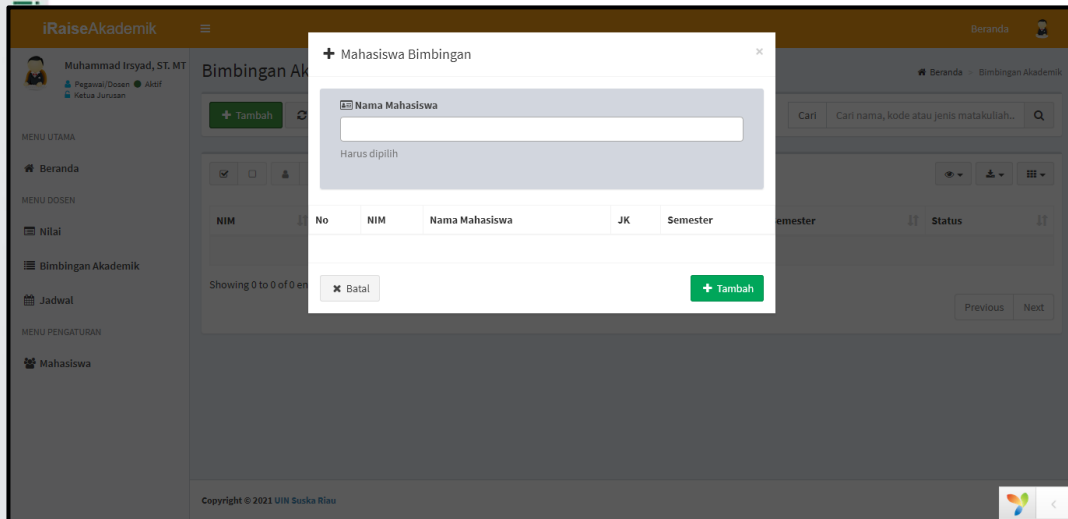 iRaiseAkademik
Beranda
Muhammad Irsyad, ST. MT
Pegawai/Dosen Aktif
Ketua Jurusan
MENU UTAMA
Beranda
MENU DOSEN
Nilai
Bimbingan Akademik
Jadwal
MENU PENGATURAN
Mahasiswa
Bimbingan Ak
Beranda > Bimbingan Akademik
+ Tambah
Cari
Cari nama, kode atau jenis matakuliah..
NIM
emester
Status
Showing 0 to 0 of 0 en
Previous Next
+ Mahasiswa Bimbingan ×
Nama Mahasiswa
Harus dipilih
No NIM Nama Mahasiswa JK Semester
Batal
+ Tambah
Copyright © 2021 UIN Suska Riau